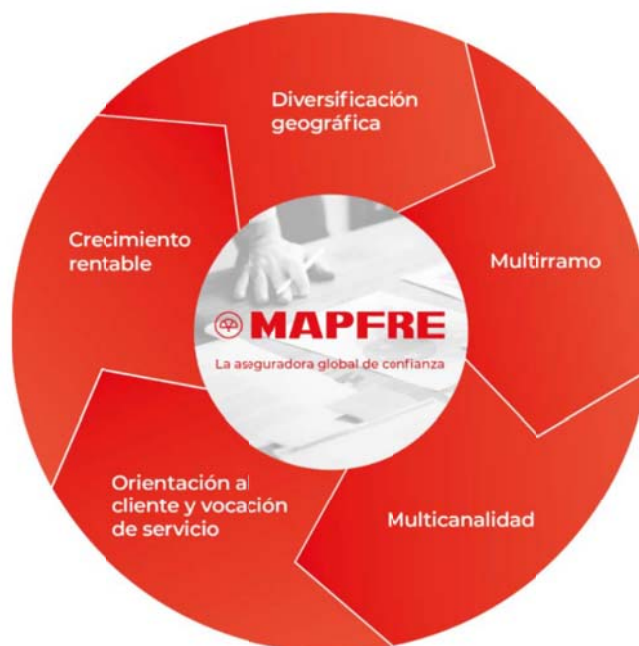 Diversificación
geográfica
Multirramo
Multicanalidad
Orientación al
cliente y vocación
de servicio
Crecimiento
rentable
MAPFRE
La aseguradora global de confianza